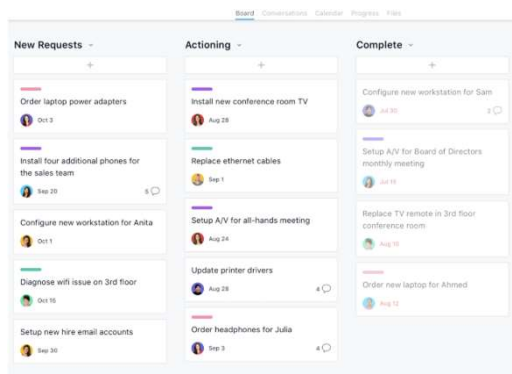 Board Conversations Calendar Progress Files
New Requests
Actioning
Complete
+
+
+
Order laptop power adapters
Oct 3
Install four additional phones for
the sales team
Sep 20
5
Configure new workstation for Anita
Oct 1
Diagnose wifi issue on 3rd floor
Oct 15
Setup new hire email accounts
Sep 30
Install new conference room TV
Aug 28
Replace ethernet cables
Sep 1
Setup A/V for all-hands meeting
Aug 24
Update printer drivers
Aug 28
4
Order headphones for Julia
Sep 3
4
Configure new workstation for Sam
Jul 30
2
Setup A/V for Board of Directors
monthly meeting
Jul 15
Replace TV remote in 3rd floor
conference room
Aug
Order new laptop for Ahmed
Aug 12